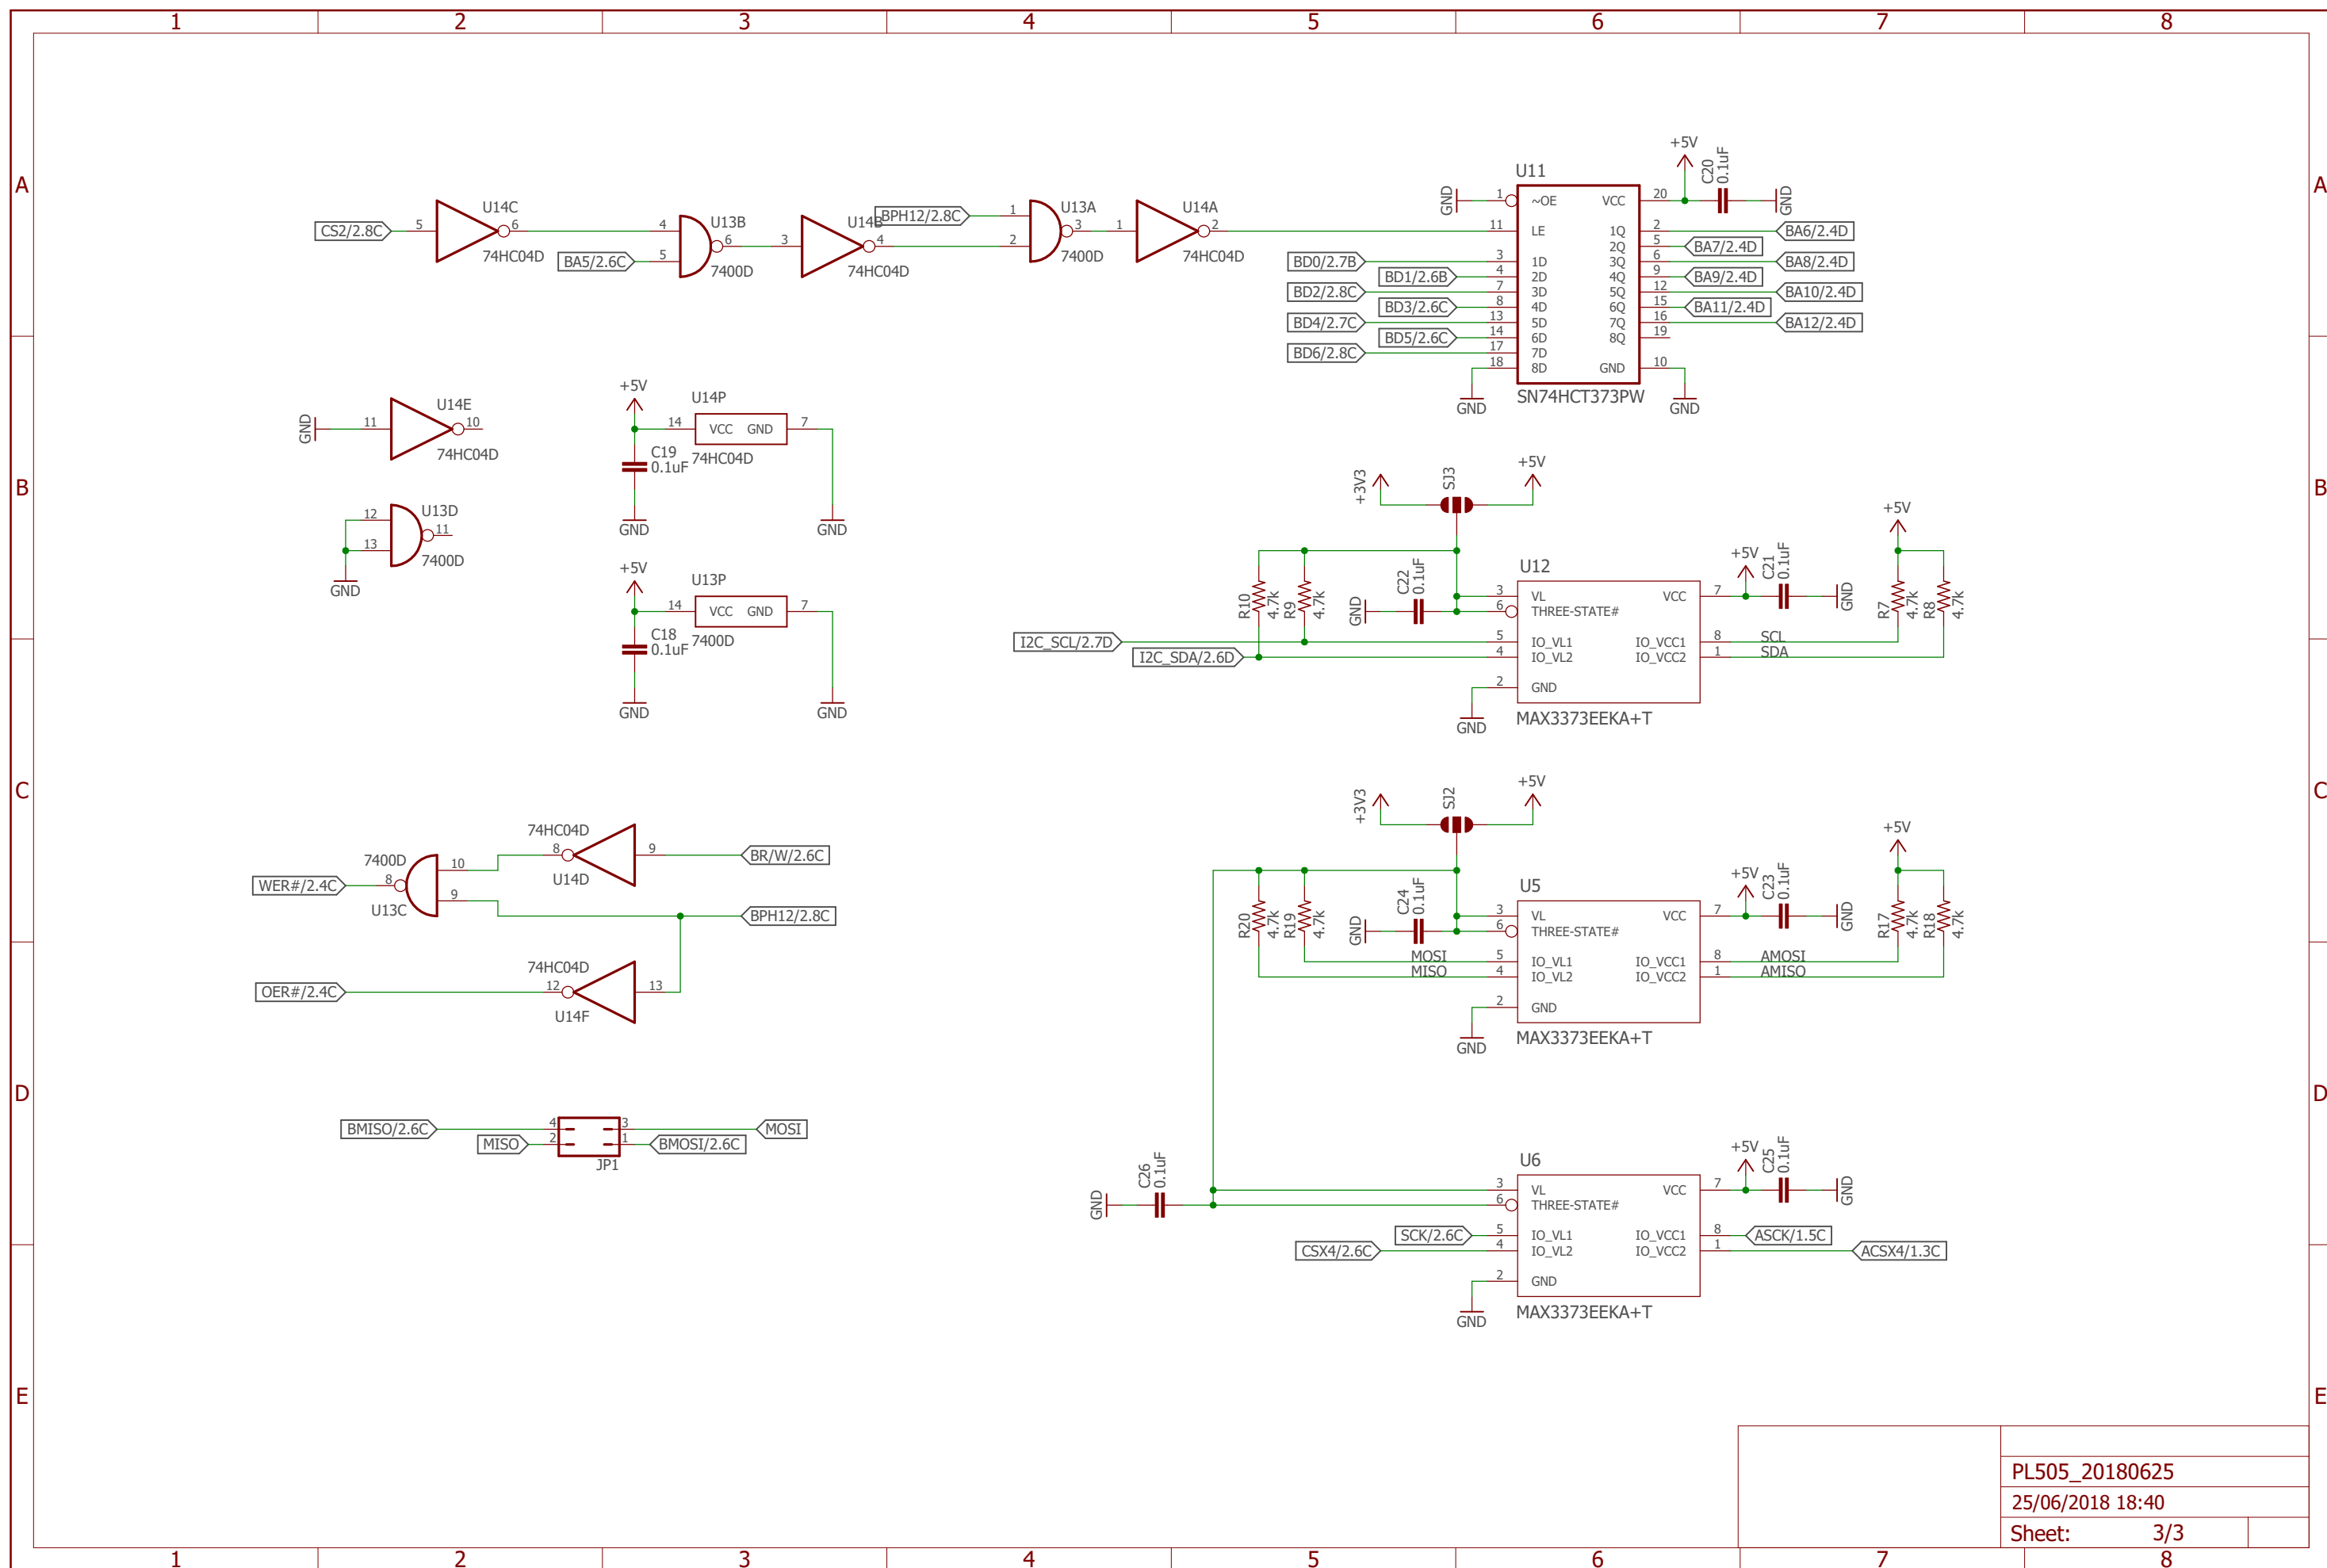 1 2 3 4 5 6 7 8
A A
B B
C C
D D
E E
CS2/2.8C
5
U14C
6
74HC04D
BA5/2.6C
4
5
U13B
6
7400D
3
U14B
4
74HC04D
BPH12/2.8C
1
2
U13A
3
7400D
1
U14A
2
74HC04D
U11
+5V
C20
0.1uF
GND
GND
1 ~OE VCC 20
11 LE 1Q 2 BA6/2.4D
2Q 5 BA7/2.4D
BD0/2.7B 3 1D 3Q 6 BA8/2.4D
BD1/2.6B 4 2D 4Q 9 BA9/2.4D
BD2/2.8C 7 3D 5Q 12 BA10/2.4D
BD3/2.6C 8 4D 6Q 15 BA11/2.4D
BD4/2.7C 13 5D 7Q 16 BA12/2.4D
BD5/2.6C 14 6D 8Q 19
BD6/2.8C 17 7D
18 8D GND 10
GND
SN74HCT373PW
GND
GND
11
U14E
10
74HC04D
+5V
U14P
14 VCC GND 7
74HC04D
C19
0.1uF
GND
GND
12
13
U13D
11
7400D
GND
+5V
U13P
14 VCC GND 7
7400D
C18
0.1uF
GND
GND
+3V3
SJ3
+5V
+5V
R10
4.7k
R9
4.7k
GND
C22
0.1uF
U12
+5V
C21
0.1uF
GND
R7
4.7k
R8
4.7k
3 VL VCC 7
6 THREE-STATE#
I2C_SCL/2.7D 5 IO_VL1 IO_VCC1 8 SCL
I2C_SDA/2.6D 4 IO_VL2 IO_VCC2 1 SDA
2 GND
GND
MAX3373EEKA+T
74HC04D
8
9
BR/W/2.6C
U14D
7400D
10
WER#/2.4C
8
9
U13C
BPH12/2.8C
74HC04D
OER#/2.4C
12
13
U14F
+3V3
SJ2
+5V
+5V
R20
4.7k
R19
4.7k
GND
C24
0.1uF
U5
+5V
C23
0.1uF
GND
R17
4.7k
R18
4.7k
3 VL VCC 7
6 THREE-STATE#
MOSI 5 IO_VL1 IO_VCC1 8 AMOSI
MISO 4 IO_VL2 IO_VCC2 1 AMISO
2 GND
GND
MAX3373EEKA+T
BMISO/2.6C 4 3 MOSI
MISO 2 1 BMOSI/2.6C
JP1
GND
C26
0.1uF
U6
+5V
C25
0.1uF
GND
3 VL VCC 7
6 THREE-STATE#
SCK/2.6C 5 IO_VL1 IO_VCC1 8 ASCK/1.5C
CSX4/2.6C 4 IO_VL2 IO_VCC2 1 ACSX4/1.3C
2 GND
GND
MAX3373EEKA+T
PL505_20180625
25/06/2018 18:40
Sheet: 3/3
1 2 3 4 5 6 7 8